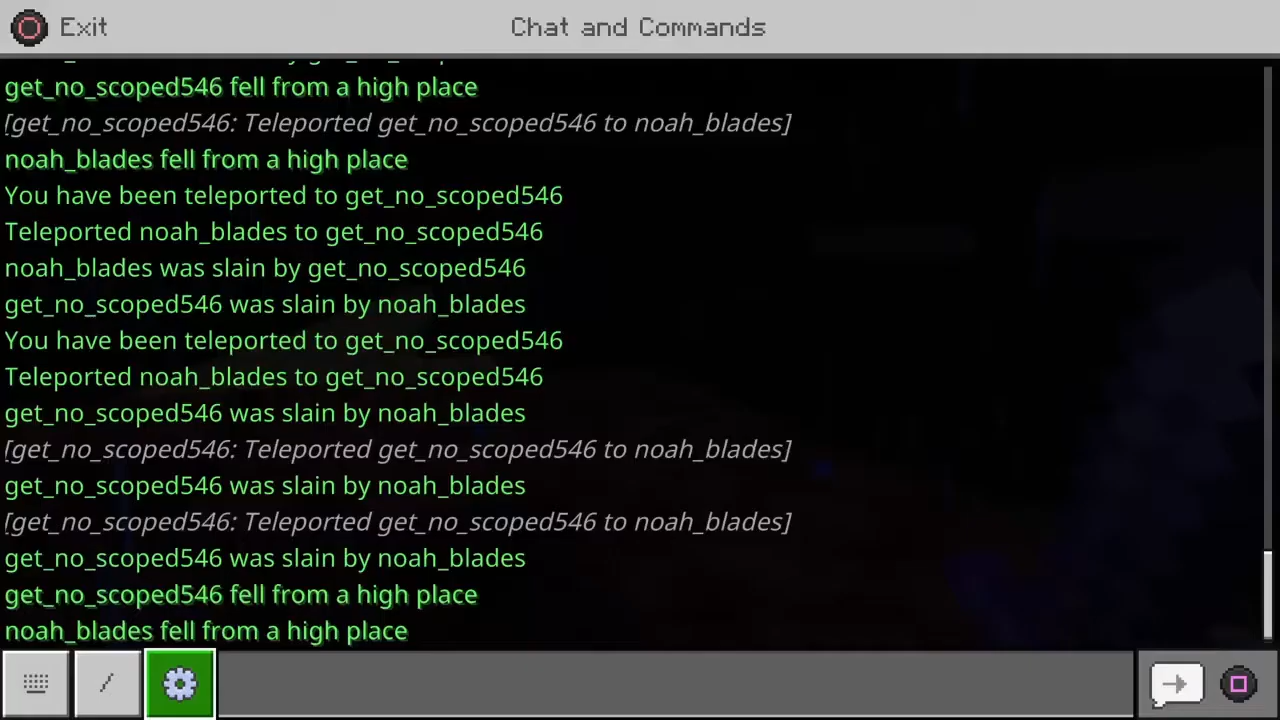 Exit
Chat and Commands
get_no_scoped546 fell from a high place
[get_no_scoped546: Teleported get_no_scoped546 to noah_blades]
noah_blades fell from a high place
You have been teleported to get_no_scoped546
Teleported noah_blades to get_no_scoped546
noah_blades was slain by get_no_scoped546
get_no_scoped546 was slain by noah_blades
You have been teleported to get_no_scoped546
Teleported noah_blades to get_no_scoped546
get_no_scoped546 was slain by noah_blades
[get_no_scoped546: Teleported get_no_scoped546 to noah_blades]
get_no_scoped546 was slain by noah_blades
[get_no_scoped546: Teleported get_no_scoped546 to noah_blades]
get_no_scoped546 was slain by noah_blades
get_no_scoped546 fell from a high place
noah_blades fell from a high place
/